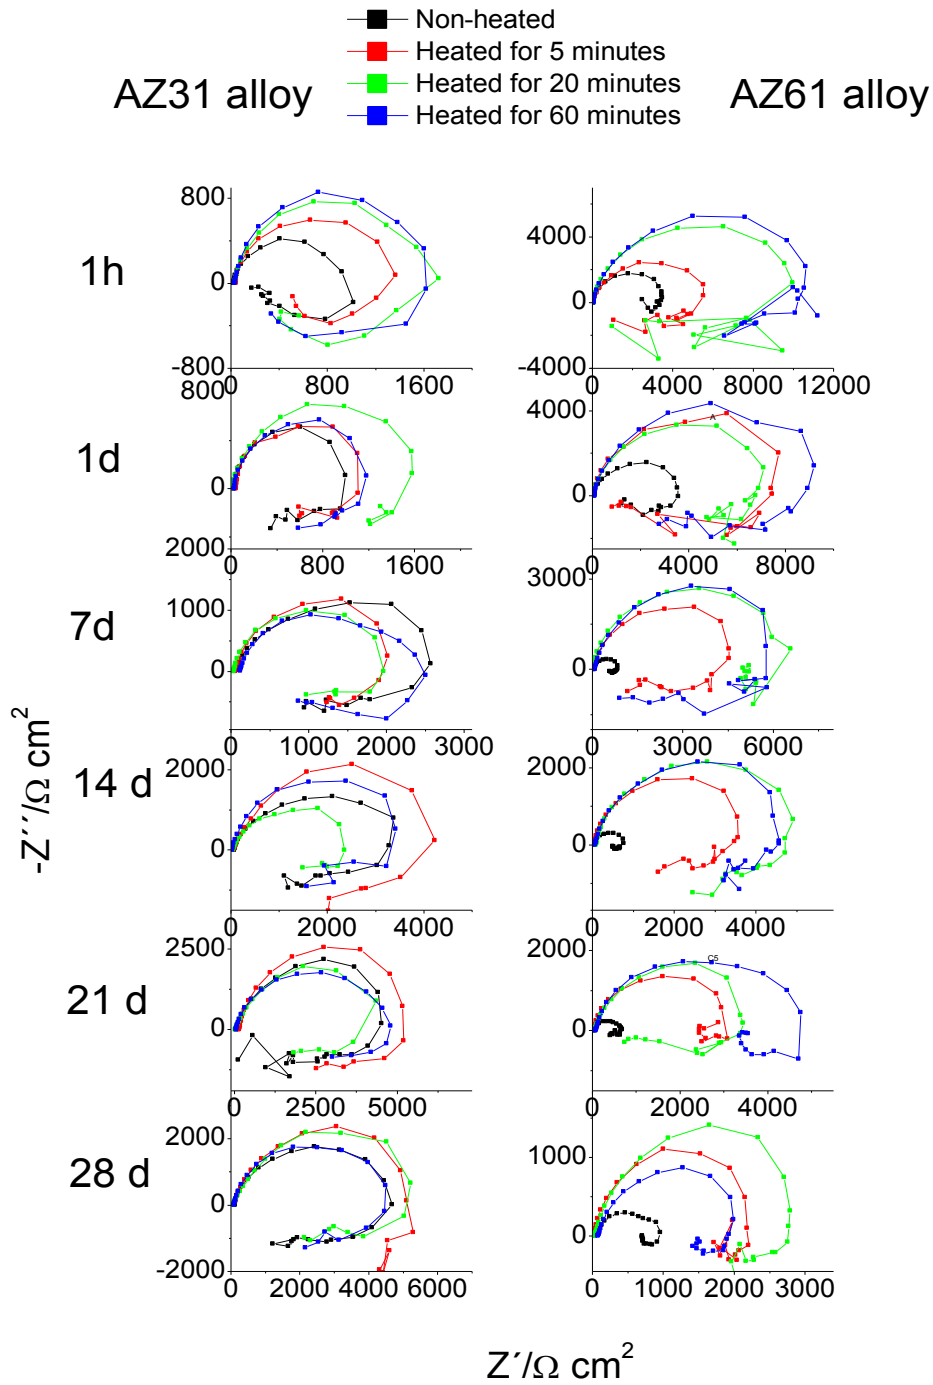 Non-heated
Heated for 5 minutes
Heated for 20 minutes
Heated for 60 minutes
AZ31 alloy
AZ61 alloy
1h
800
0
-800
0 800 1600
4000
0
-4000
0 4000 8000 12000
1d
800
0
2000
0 800 1600
4000
A
0
0 4000 8000
7d
1000
0
0 1000 2000 3000
3000
0
0 3000 6000
14 d
2000
0
0 2000 4000
2000
0
0 2000 4000
21 d
2500
0
0 2500 5000
2000
C5
0
0 2000 4000
28 d
2000
0
-2000
0 2000 4000 6000
1000
0
0 1000 2000 3000
-Z´´/Ω cm²
Z´/Ω cm²